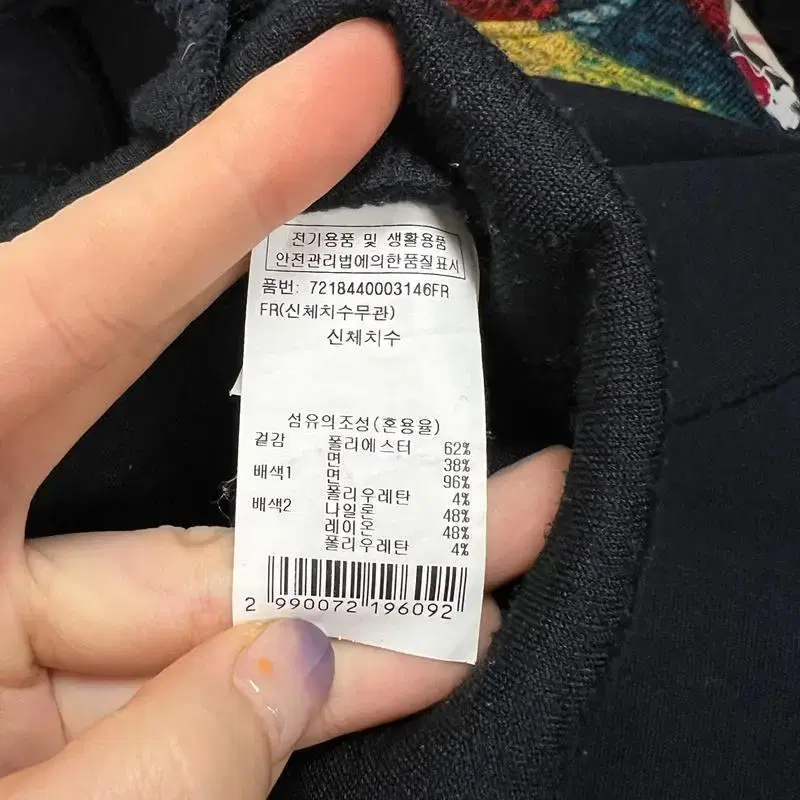 전기용품 및 생활용품
안전관리법에의한품질표시
품번: 7218440003146FR
FR(신체치수무관)
신체치수
섬유의조성(혼용율)
겉감 폴리에스터 62%
면 38%
배색1 면 96%
폴리우레탄 4%
배색2 나일론 48%
레이온 48%
폴리우레탄 4%
2 990072 196092